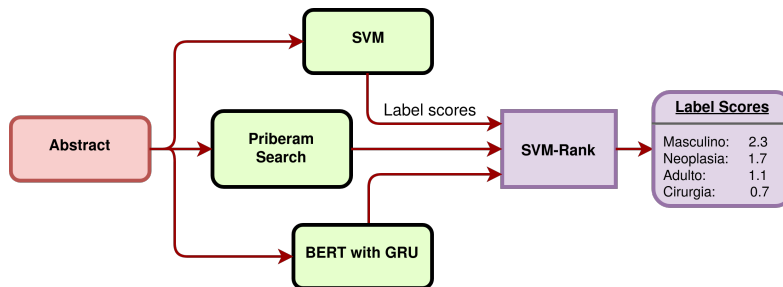 SVM
Label scores
Abstract
Priberam
Search
SVM-Rank
BERT with GRU
Label Scores
Masculino: 2.3
Neoplasia: 1.7
Adulto: 1.1
Cirurgia: 0.7